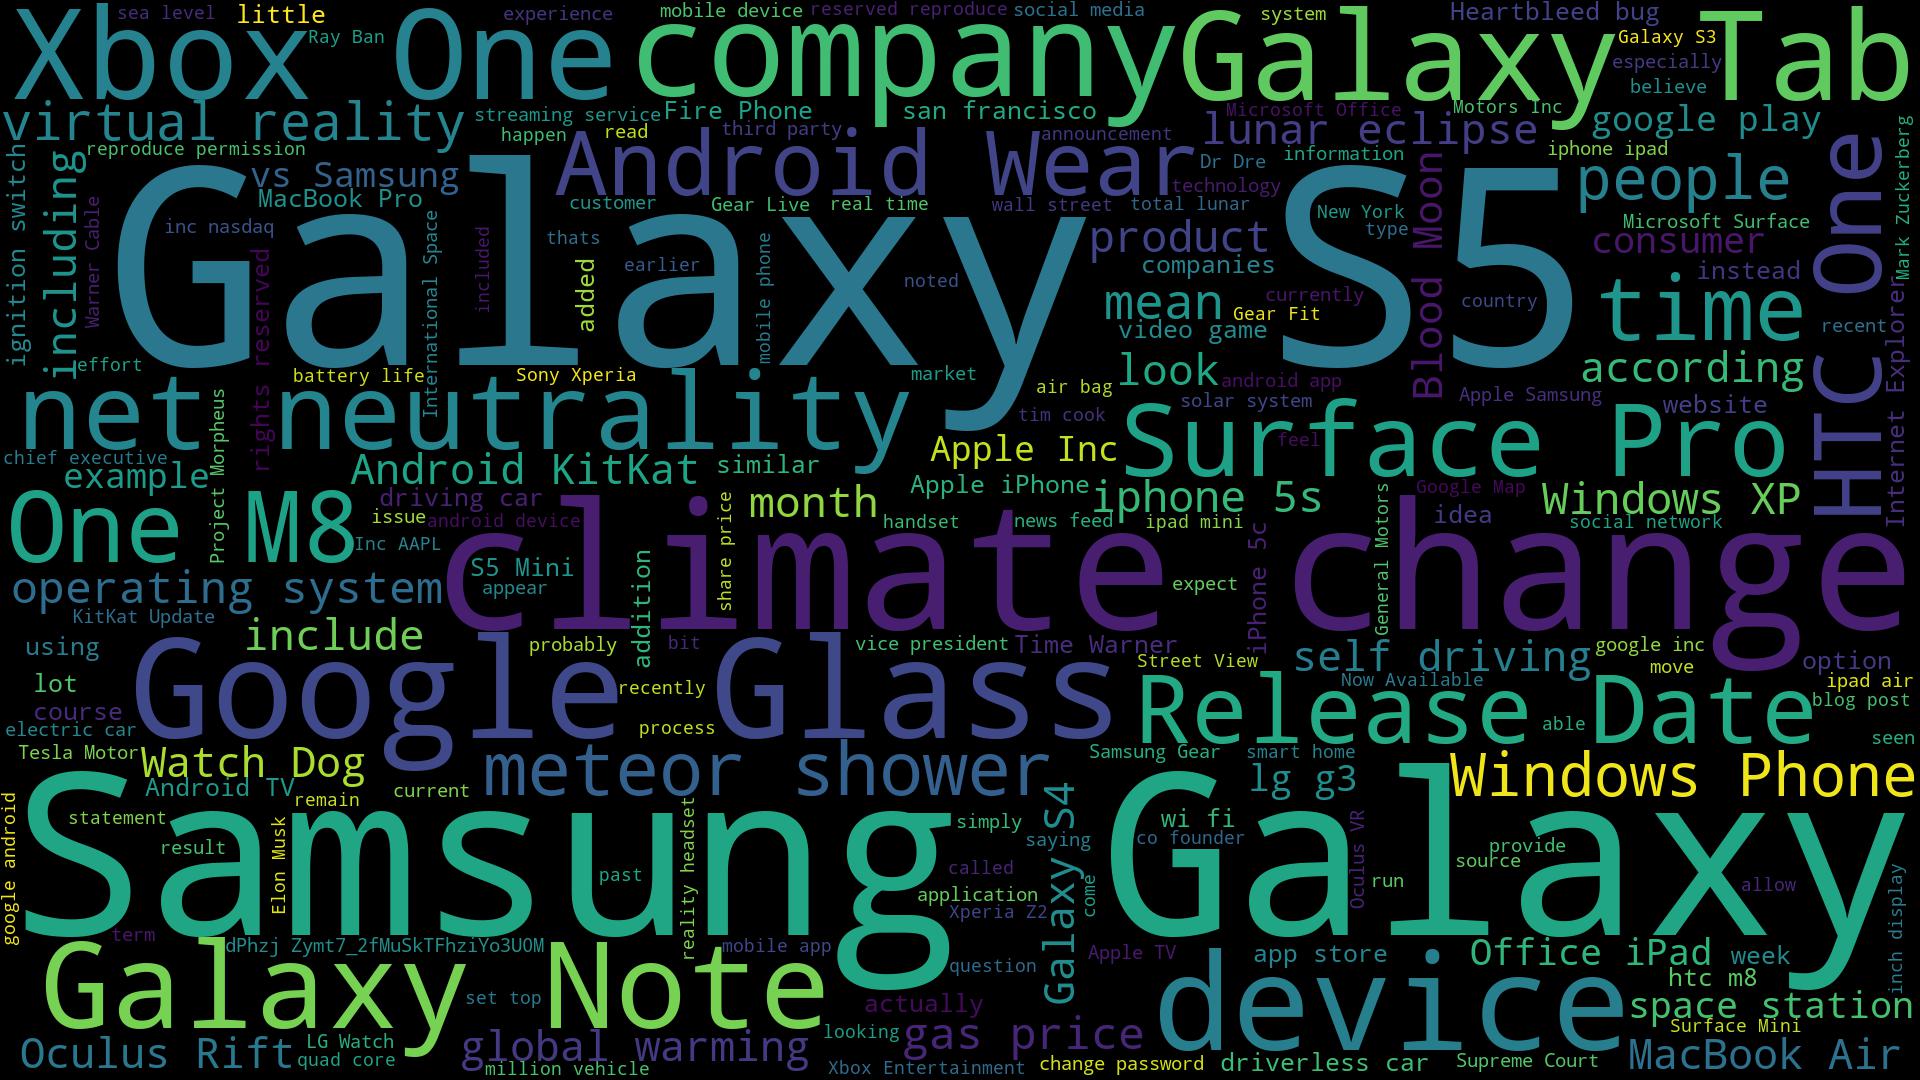 sea level
little
experience
mobile device
reserved reproduce
social media
system
Heartbleed bug
Xbox One
Ray Ban
company
Galaxy Tab
Galaxy S3
especially
believe
virtual reality
streaming service
Fire Phone
san francisco
Microsoft Office
Motors Inc
google play
happen
read
third party
announcement
lunar eclipse
reproduce permission
Android Wear
Dr Dre
information
iphone ipad
ignition switch
including
vs Samsung
technology
people
HTC One
Mark Zuckerberg
MacBook Pro
customer
Gear Live
real time
wall street
total lunar
New York
type
Microsoft Surface
Warner Cable
inc nasdaq
Galaxy S5
thats
product
Blood Moon
consumer
rights reserved
International Space
included
added
earlier
mobile phone
noted
companies
currently
country
instead
mean
Gear Fit
time
recent
video game
Internet Explorer
effort
battery life
Sony Xperia
market
air bag
look
android app
according
net neutrality
tim cook
solar system
Apple Samsung
website
Project Morpheus
chief executive
example
Android KitKat
similar
Apple Inc
Surface Pro
feel
Apple iPhone
iphone 5s
Google Map
Windows XP
One M8
driving car
month
issue
android device
share price
handset
news feed
ipad mini
General Motors
idea
social network
Inc AAPL
climate change
iPhone 5c
operating system
S5 Mini
appear
addition
expect
KitKat Update
using
include
probably
bit
vice president
Time Warner
self driving
google inc
Street View
move
option
lot
Google Glass
recently
Now Available
ipad air
course
process
Release Date
blog post
electric car
able
seen
Tesla Motor
Watch Dog
meteor shower
Samsung Gear
smart home
Android TV
remain
current
lg g3
Windows Phone
google android
statement
Elon Musk
Samsung Galaxy
reality headset
simply
Galaxy S4
wi fi
Oculus VR
result
saying
co founder
provide
source
past
called
application
come
run
allow
Xperia Z2
inch display
term
dPhzj Zymt7_2fMuSkTFhziYo3UOM
mobile app
question
Apple TV
app store
Office iPad
week
Galaxy Note
set top
device
htc m8
actually
space station
looking
gas price
Surface Mini
Oculus Rift
LG Watch
quad core
global warming
million vehicle
Xbox Entertainment
change password
driverless car
Supreme Court
MacBook Air